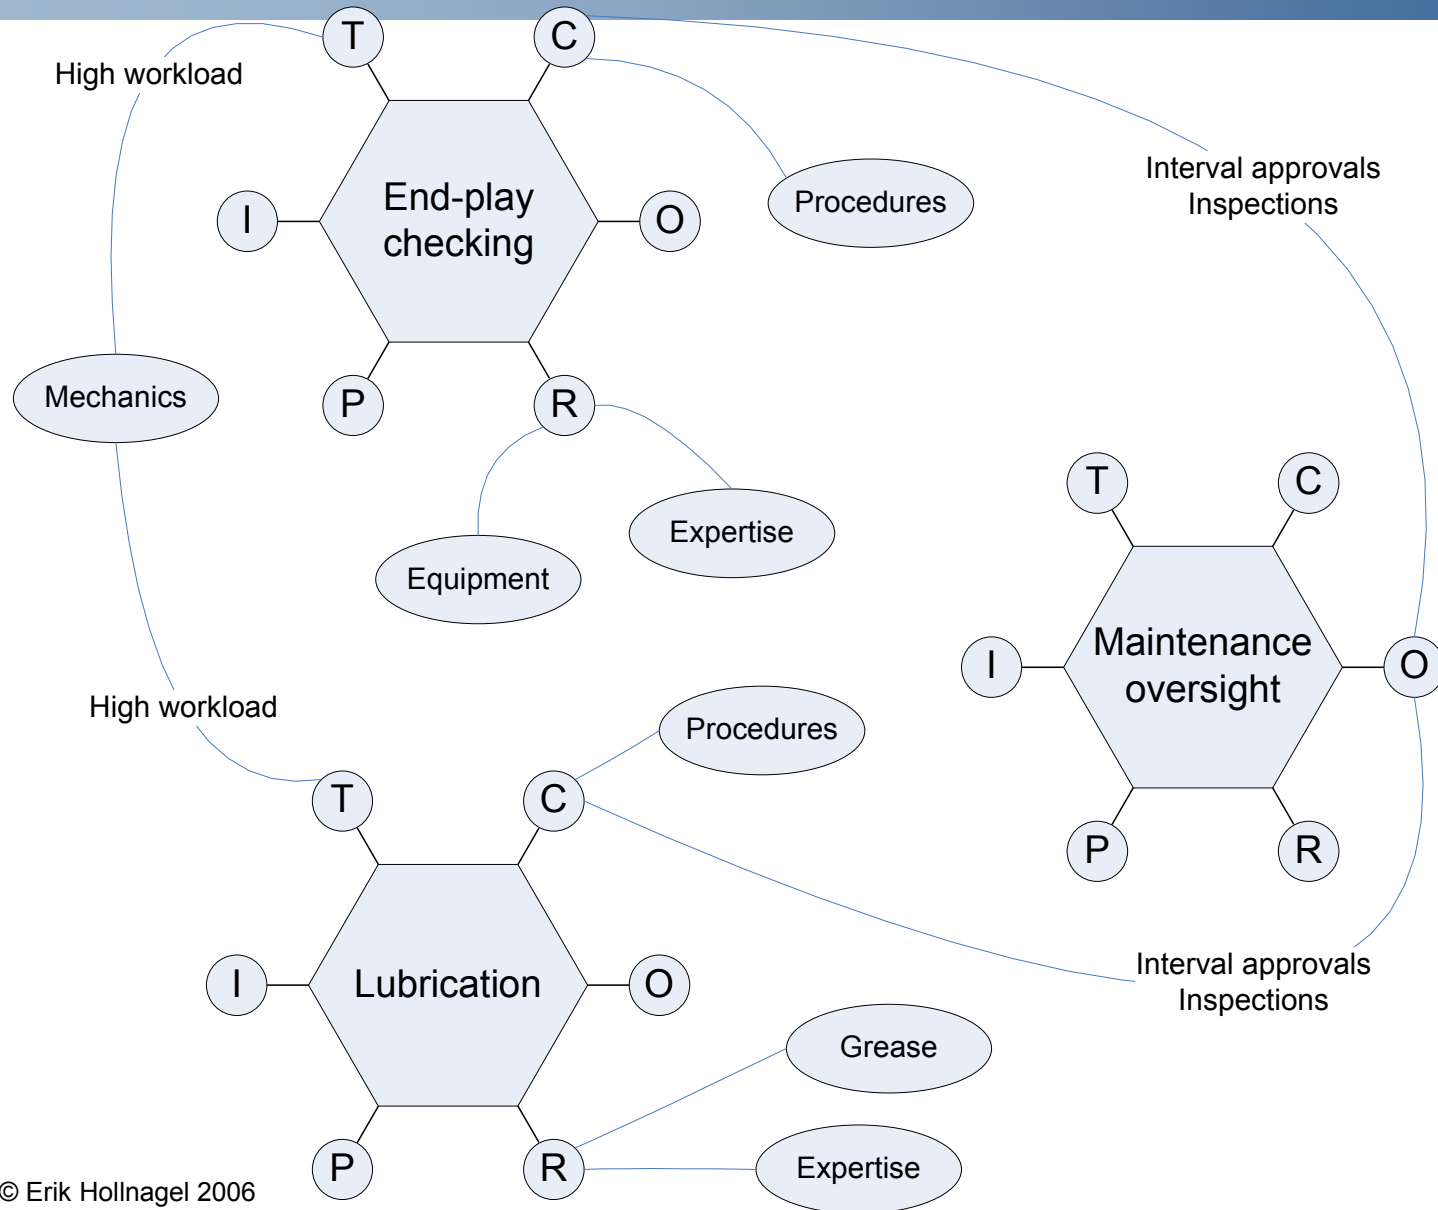 T
C
High workload
Interval approvals
Inspections
End-play
checking
Procedures
I
O
Mechanics
P
R
Expertise
Equipment
T
C
Maintenance
oversight
I
O
P
R
High workload
Procedures
T
C
Interval approvals
Inspections
Lubrication
I
O
Grease
P
R
Expertise
© Erik Hollnagel 2006